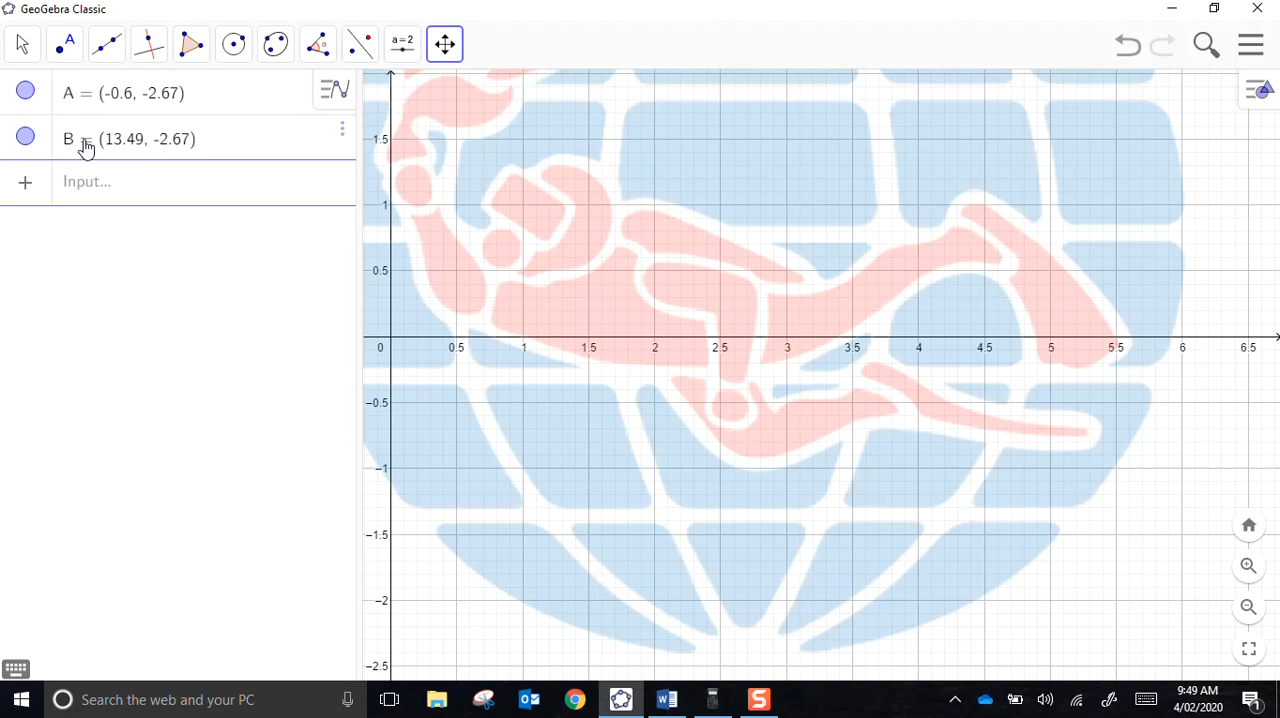 GeoGebra Classic
a=2
A = (-0.6, -2.67)
B = (13.49, -2.67)
Input...
1.5
1
0.5
0 0.5 1 1.5 2 2.5 3 3.5 4 4.5 5 5.5 6 6.5
−0.5
−1
−1.5
−2
−2.5
Search the web and your PC
9:49 AM
4/02/2020
1